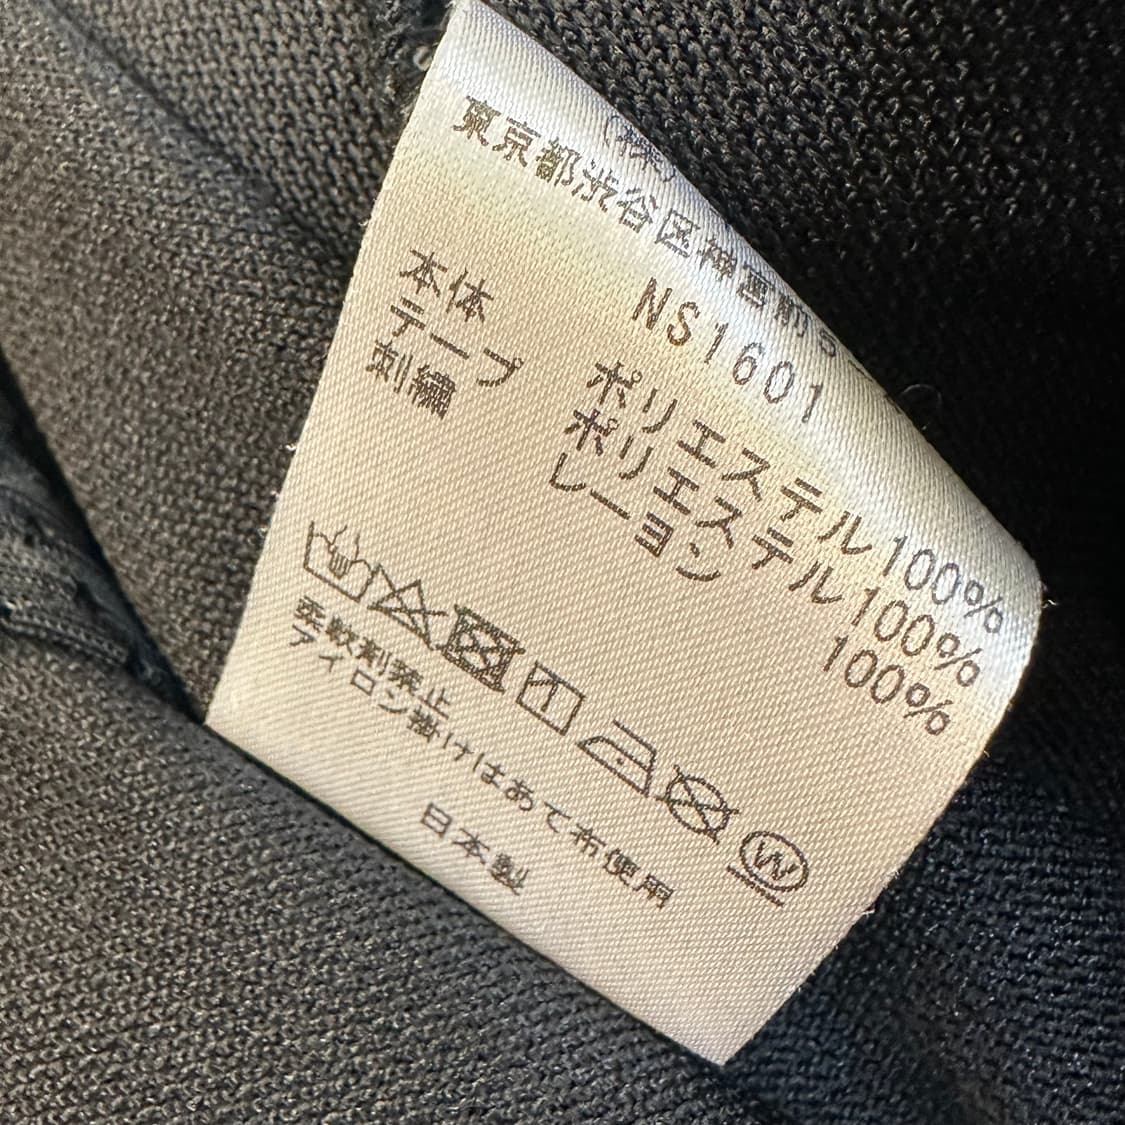 (株)
東京都渋谷区神宮前5
NS1601
本体 ポリエステル100%
テープ ポリエステル100%
刺繍 レーヨン 100%
柔軟剤禁止
アイロン掛けはあて布使用
日本製